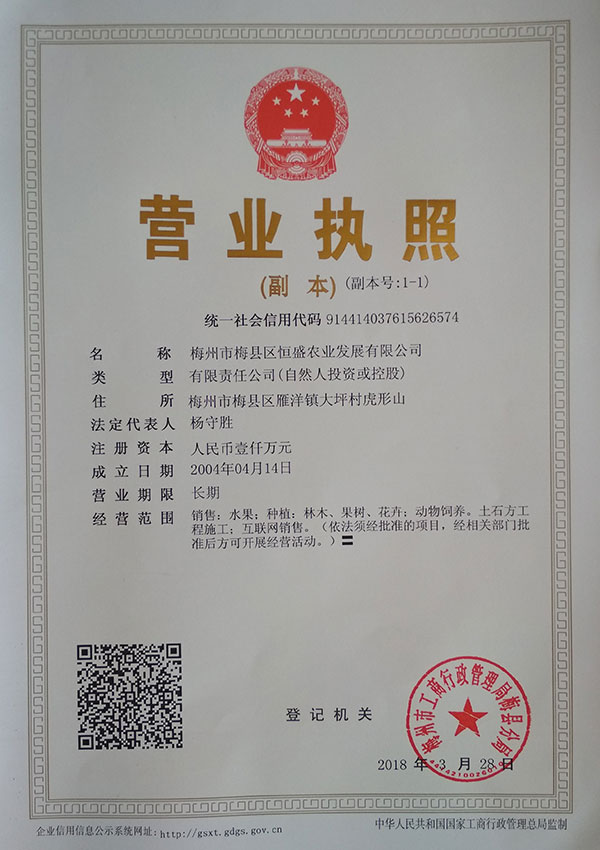 营业执照
(副 本) (副本号:1-1)
统一社会信用代码 914414037615626574
名 称 梅州市梅县区恒盛农业发展有限公司
类 型 有限责任公司(自然人投资或控股)
住 所 梅州市梅县区雁洋镇大坪村虎形山
法定代表人 杨守胜
注册资本 人民币壹仟万元
成立日期 2004年04月14日
营业期限 长期
经营范围 销售：水果；种植：林木、果树、花卉；动物饲养。土石方工
程施工；互联网销售。（依法须经批准的项目，经相关部门批
准后方可开展经营活动。）〓
梅州市工商行政管理局梅县分局
登记机关
2018 年 3 月 28 日
企业信用信息公示系统网址: http://gsxt.gdgs.gov.cn
中华人民共和国国家工商行政管理总局监制